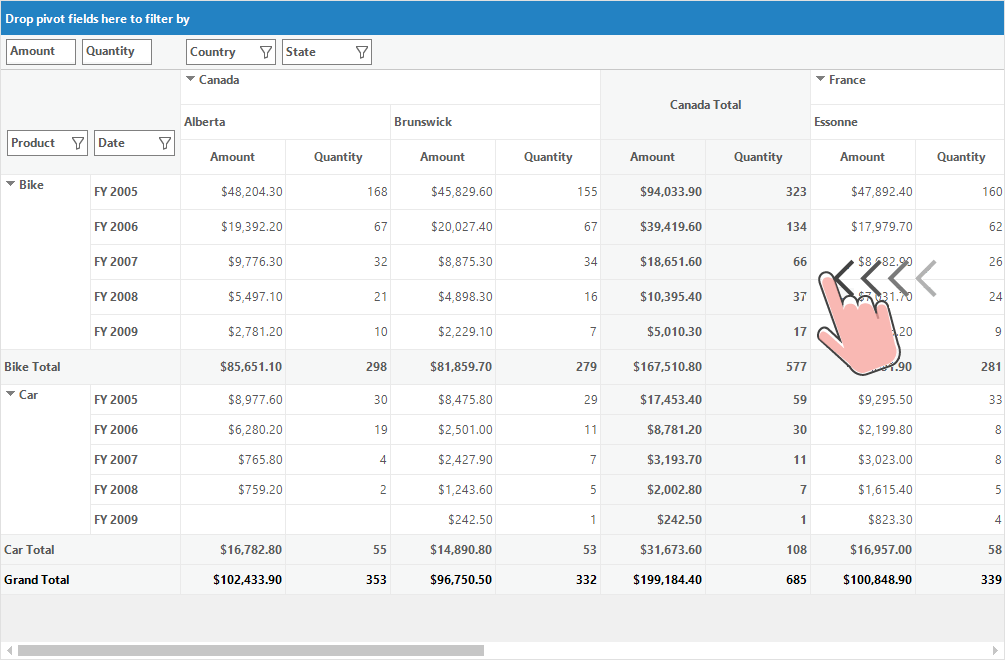 Drop pivot fields here to filter by
Amount Quantity Country State
Canada France
Canada Total
Alberta Brunswick Essonne
Product Date
Amount Quantity Amount Quantity Amount Quantity Amount Quantity
Bike FY 2005 $48,204.30 168 $45,829.60 155 $94,033.90 323 $47,892.40 160
FY 2006 $19,392.20 67 $20,027.40 67 $39,419.60 134 $17,979.70 62
FY 2007 $9,776.30 32 $8,875.30 34 $18,651.60 66 26
FY 2008 $5,497.10 21 $4,898.30 16 $10,395.40 37 24
FY 2009 $2,781.20 10 $2,229.10 7 $5,010.30 17 9
Bike Total $85,651.10 298 $81,859.70 279 $167,510.80 577 281
Car FY 2005 $8,977.60 30 $8,475.80 29 $17,453.40 59 $9,295.50 33
FY 2006 $6,280.20 19 $2,501.00 11 $8,781.20 30 $2,199.80 8
FY 2007 $765.80 4 $2,427.90 7 $3,193.70 11 $3,023.00 8
FY 2008 $759.20 2 $1,243.60 5 $2,002.80 7 $1,615.40 5
FY 2009 $242.50 1 $242.50 1 $823.30 4
Car Total $16,782.80 55 $14,890.80 53 $31,673.60 108 $16,957.00 58
Grand Total $102,433.90 353 $96,750.50 332 $199,184.40 685 $100,848.90 339